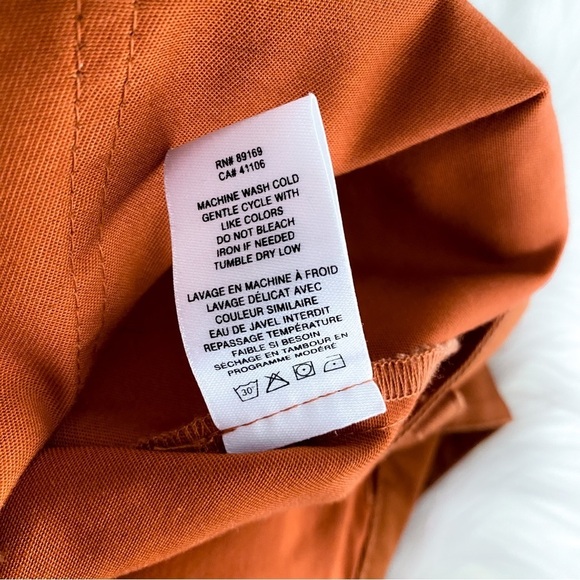 RN# 89169
CA# 41106
MACHINE WASH COLD
GENTLE CYCLE WITH
LIKE COLORS
DO NOT BLEACH
IRON IF NEEDED
TUMBLE DRY LOW
LAVAGE EN MACHINE À FROID
LAVAGE DÉLICAT AVEC
COULEUR SIMILAIRE
EAU DE JAVEL INTERDIT
REPASSAGE TEMPÉRATURE
FAIBLE SI BESOIN
SÉCHAGE EN TAMBOUR EN
PROGRAMME MODÉRÉ
30°